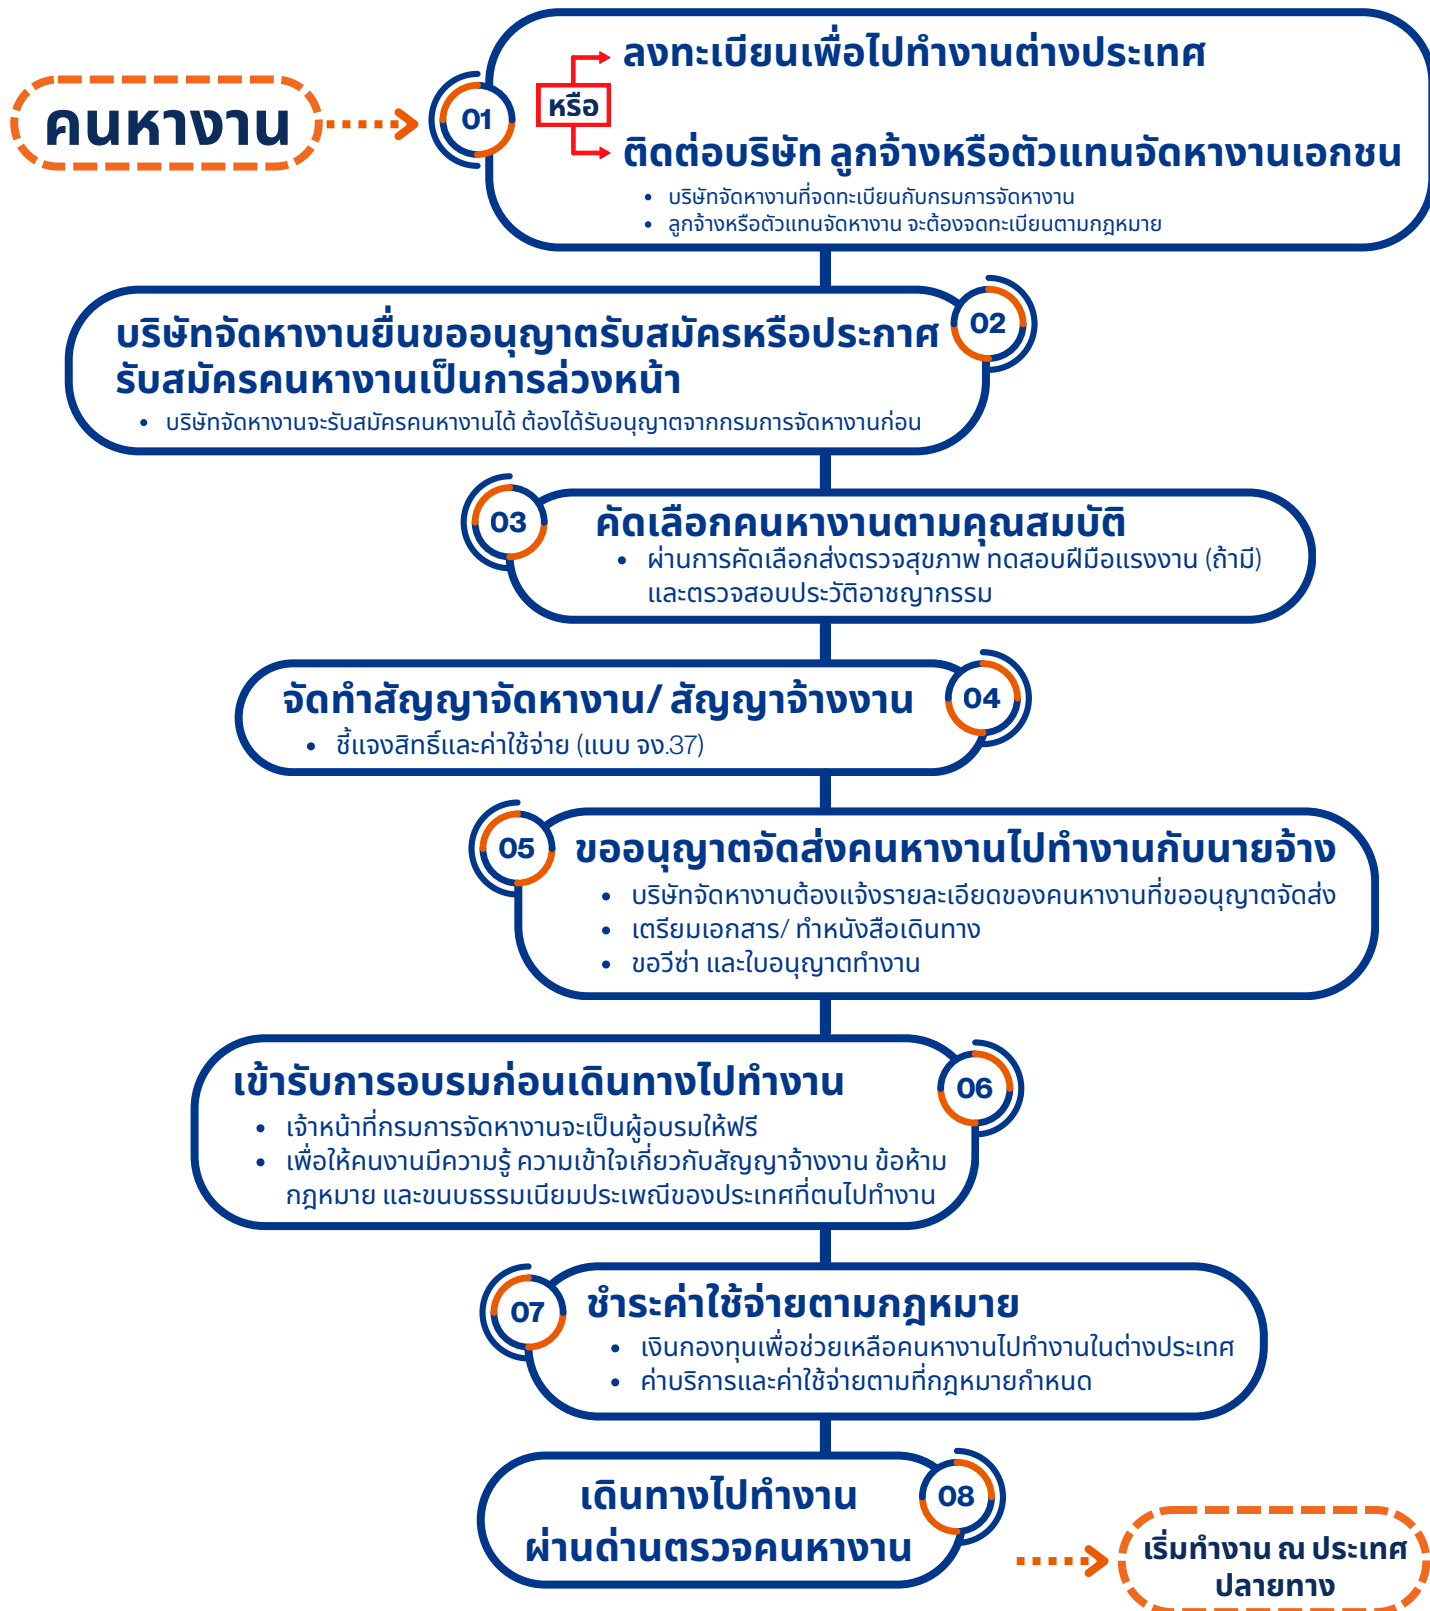 คนหางาน
01
ลงทะเบียนเพื่อไปทำงานต่างประเทศ
หรือ
ติดต่อบริษัท ลูกจ้างหรือตัวแทนจัดหางานเอกชน
• บริษัทจัดหางานที่จดทะเบียนกับกรมการจัดหางาน
• ลูกจ้างหรือตัวแทนจัดหางาน จะต้องจดทะเบียนตามกฎหมาย
02
บริษัทจัดหางานยื่นขออนุญาตรับสมัครหรือประกาศ
รับสมัครคนหางานเป็นการล่วงหน้า
• บริษัทจัดหางานจะรับสมัครคนหางานได้ ต้องได้รับอนุญาตจากกรมการจัดหางานก่อน
03
คัดเลือกคนหางานตามคุณสมบัติ
• ผ่านการคัดเลือกส่งตรวจสุขภาพ ทดสอบฝีมือแรงงาน (ถ้ามี)
และตรวจสอบประวัติอาชญากรรม
04
จัดทำสัญญาจัดหางาน/ สัญญาจ้างงาน
• ชี้แจงสิทธิ์และค่าใช้จ่าย (แบบ จง.37)
05
ขออนุญาตจัดส่งคนหางานไปทำงานกับนายจ้าง
• บริษัทจัดหางานต้องแจ้งรายละเอียดของคนหางานที่ขออนุญาตจัดส่ง
• เตรียมเอกสาร/ ทำหนังสือเดินทาง
• ขอวีซ่า และใบอนุญาตทำงาน
06
เข้ารับการอบรมก่อนเดินทางไปทำงาน
• เจ้าหน้าที่กรมการจัดหางานจะเป็นผู้อบรมให้ฟรี
• เพื่อให้คนงานมีความรู้ ความเข้าใจเกี่ยวกับสัญญาจ้างงาน ข้อห้าม
กฎหมาย และขนบธรรมเนียมประเพณีของประเทศที่ตนไปทำงาน
07
ชำระค่าใช้จ่ายตามกฎหมาย
• เงินกองทุนเพื่อช่วยเหลือคนหางานไปทำงานในต่างประเทศ
• ค่าบริการและค่าใช้จ่ายตามที่กฎหมายกำหนด
08
เดินทางไปทำงาน
ผ่านด่านตรวจคนหางาน
เริ่มทำงาน ณ ประเทศ
ปลายทาง